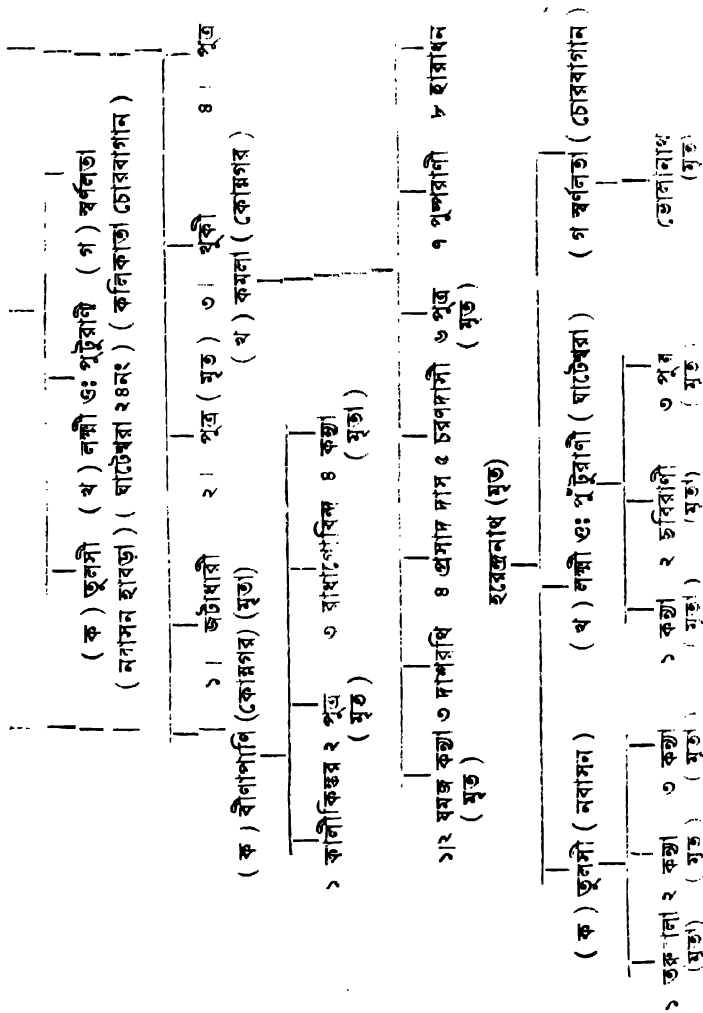 (ক) তুলসী (খ) লক্ষ্মী ওঃ পুটুরাণী (গ) স্বর্ণলতা
(নবাসন হাবড়া) (ঘাটেশ্বরা ২৪নং) (কলিকাতা চোরবাগান)
১। জটাধারী ২। পুত্র (মৃত) ৩। খুকী ৪। পুত্র
(ক) বীণাপাণি (কোন্নগর) (মৃতা) (খ) কমলা (কোন্নগর)
১ কালীকিঙ্কর ২ পুত্র ৩ রাধাগোবিন্দ ৪ কন্যা
(মৃত) (মৃতা)
১|২ যমজ কন্যা ৩ দাশরথি ৪ প্রসাদ দাস ৫ চরণদাসী ৬ পুত্র ৭ পুষ্পরাণী ৮ হারাধন
(মৃত) (মৃত)
হরেন্দ্রনাথ (মৃত)
(ক) তুলসী (নবাসন) (খ) লক্ষ্মী ওঃ পুঁটুরাণী (ঘাটেশ্বরা) (গ স্বর্ণলতা (চোরবাগান)
১ ২ কন্যা ৩ কন্যা ১ কন্যা ২ ছবিরাণী ৩ পুত্র ভোলানাথ
(মৃতা) (মৃত) (মৃতা) (মৃতা) (মৃতা) (মৃত) (মৃত)